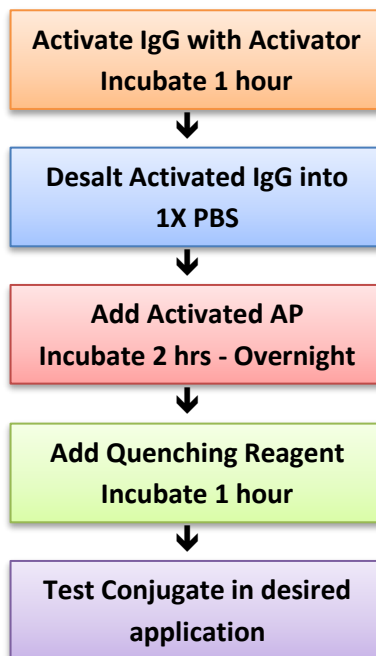 Activate IgG with Activator
Incubate 1 hour
Desalt Activated IgG into
1X PBS
Add Activated AP
Incubate 2 hrs - Overnight
Add Quenching Reagent
Incubate 1 hour
Test Conjugate in desired
application